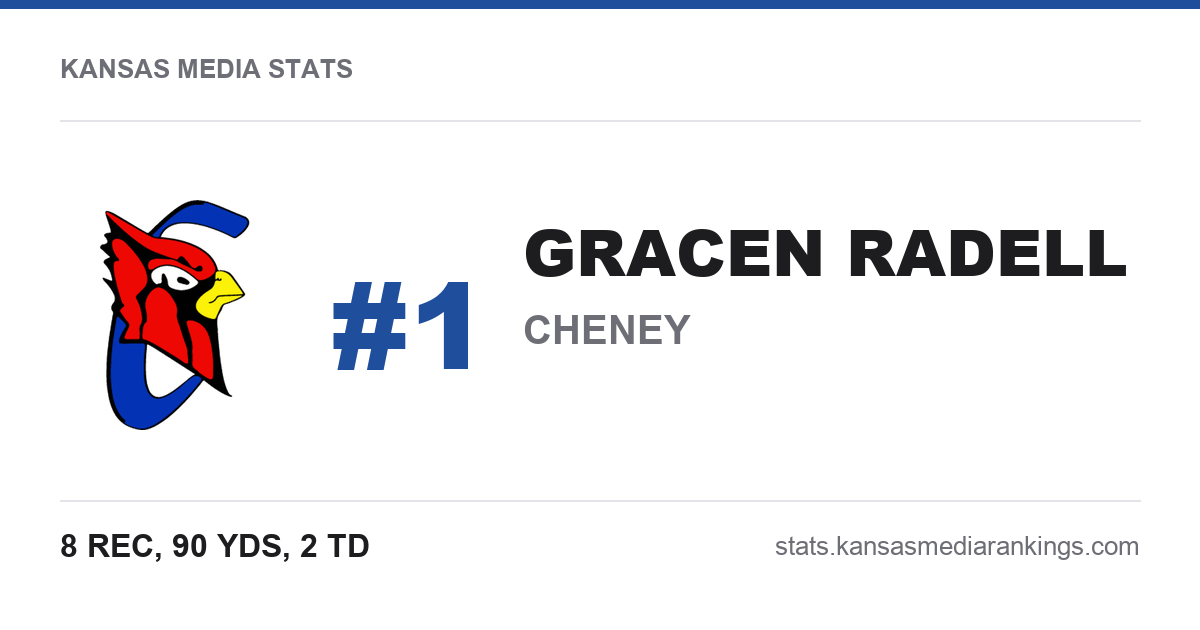 KANSAS MEDIA STATS
#1
GRACEN RADELL
CHENEY
8 REC, 90 YDS, 2 TD
stats.kansasmediarankings.com